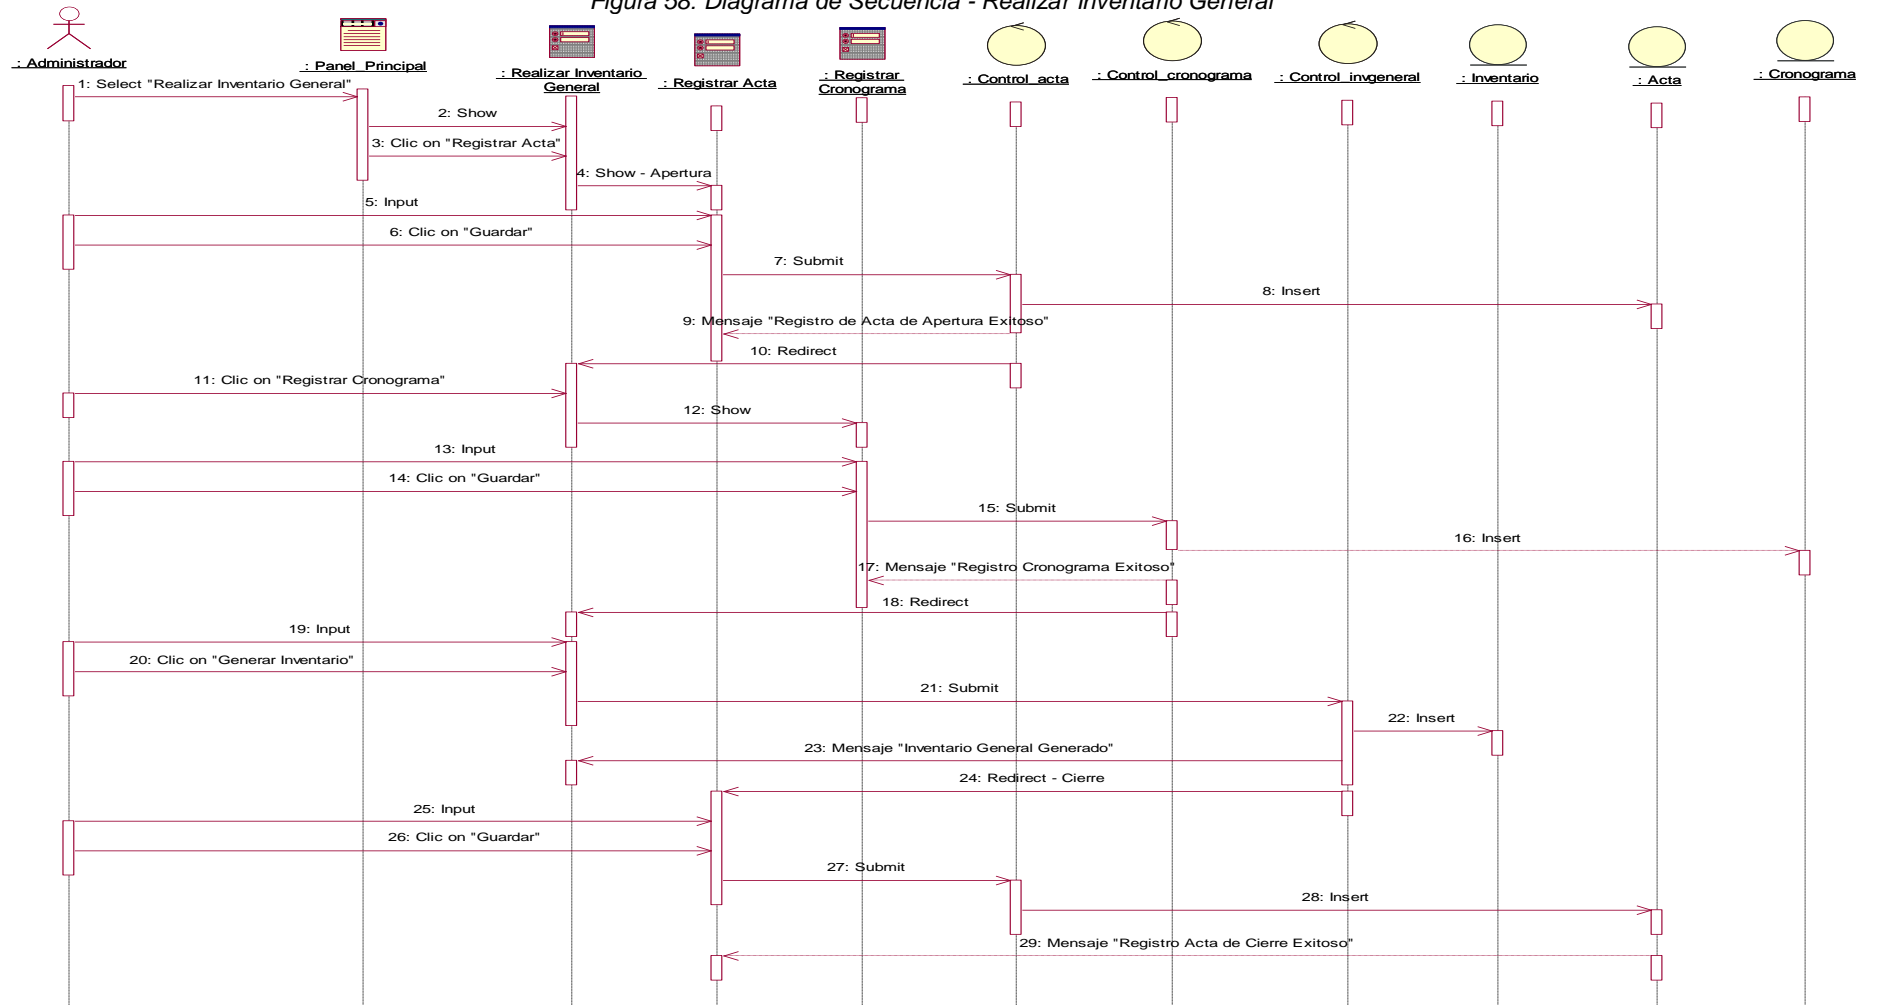 Figura 58: Diagrama de Secuencia - Realizar Inventario General
: Administrador
: Panel_Principal
: Realizar Inventario
General
: Registrar Acta
: Registrar
Cronograma
: Control_acta
: Control_cronograma
: Control_invgeneral
: Inventario
: Acta
: Cronograma
1: Select "Realizar Inventario General"
2: Show
3: Clic on "Registrar Acta"
4: Show - Apertura
5: Input
6: Clic on "Guardar"
7: Submit
8: Insert
9: Mensaje "Registro de Acta de Apertura Exitoso"
10: Redirect
11: Clic on "Registrar Cronograma"
12: Show
13: Input
14: Clic on "Guardar"
15: Submit
16: Insert
17: Mensaje "Registro Cronograma Exitoso"
18: Redirect
19: Input
20: Clic on "Generar Inventario"
21: Submit
22: Insert
23: Mensaje "Inventario General Generado"
24: Redirect - Cierre
25: Input
26: Clic on "Guardar"
27: Submit
28: Insert
29: Mensaje "Registro Acta de Cierre Exitoso"